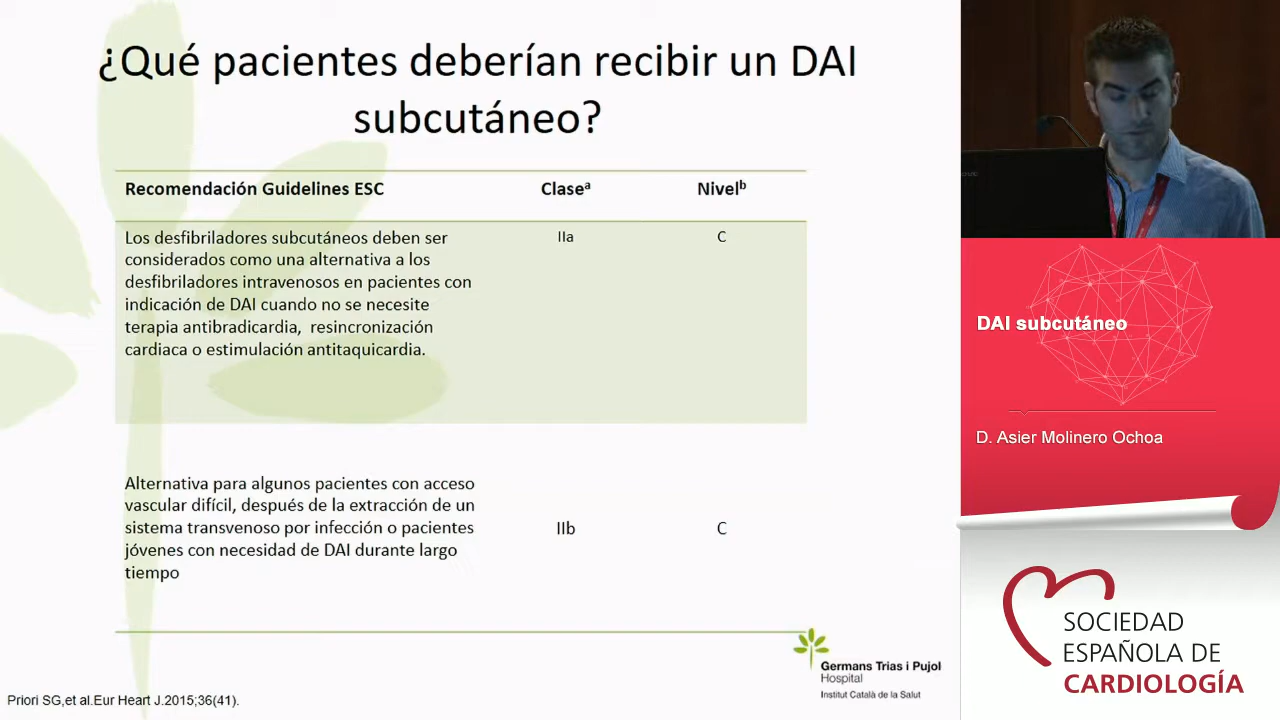 ¿Qué pacientes deberían recibir un DAI
subcutáneo?
Recomendación Guidelines ESC Claseª Nivelᵇ
Los desfibriladores subcutáneos deben ser
considerados como una alternativa a los
desfibriladores intravenosos en pacientes con
indicación de DAI cuando no se necesite
terapia antibradicardia, resincronización
cardiaca o estimulación antitaquicardia.
IIa C
Alternativa para algunos pacientes con acceso
vascular difícil, después de la extracción de un
sistema transvenoso por infección o pacientes
jóvenes con necesidad de DAI durante largo
tiempo
IIb C
Germans Trias i Pujol
Hospital
Institut Català de la Salut
Priori SG,et al.Eur Heart J.2015;36(41).
DAI subcutáneo
D. Asier Molinero Ochoa
SOCIEDAD
ESPAÑOLA DE
CARDIOLOGÍA